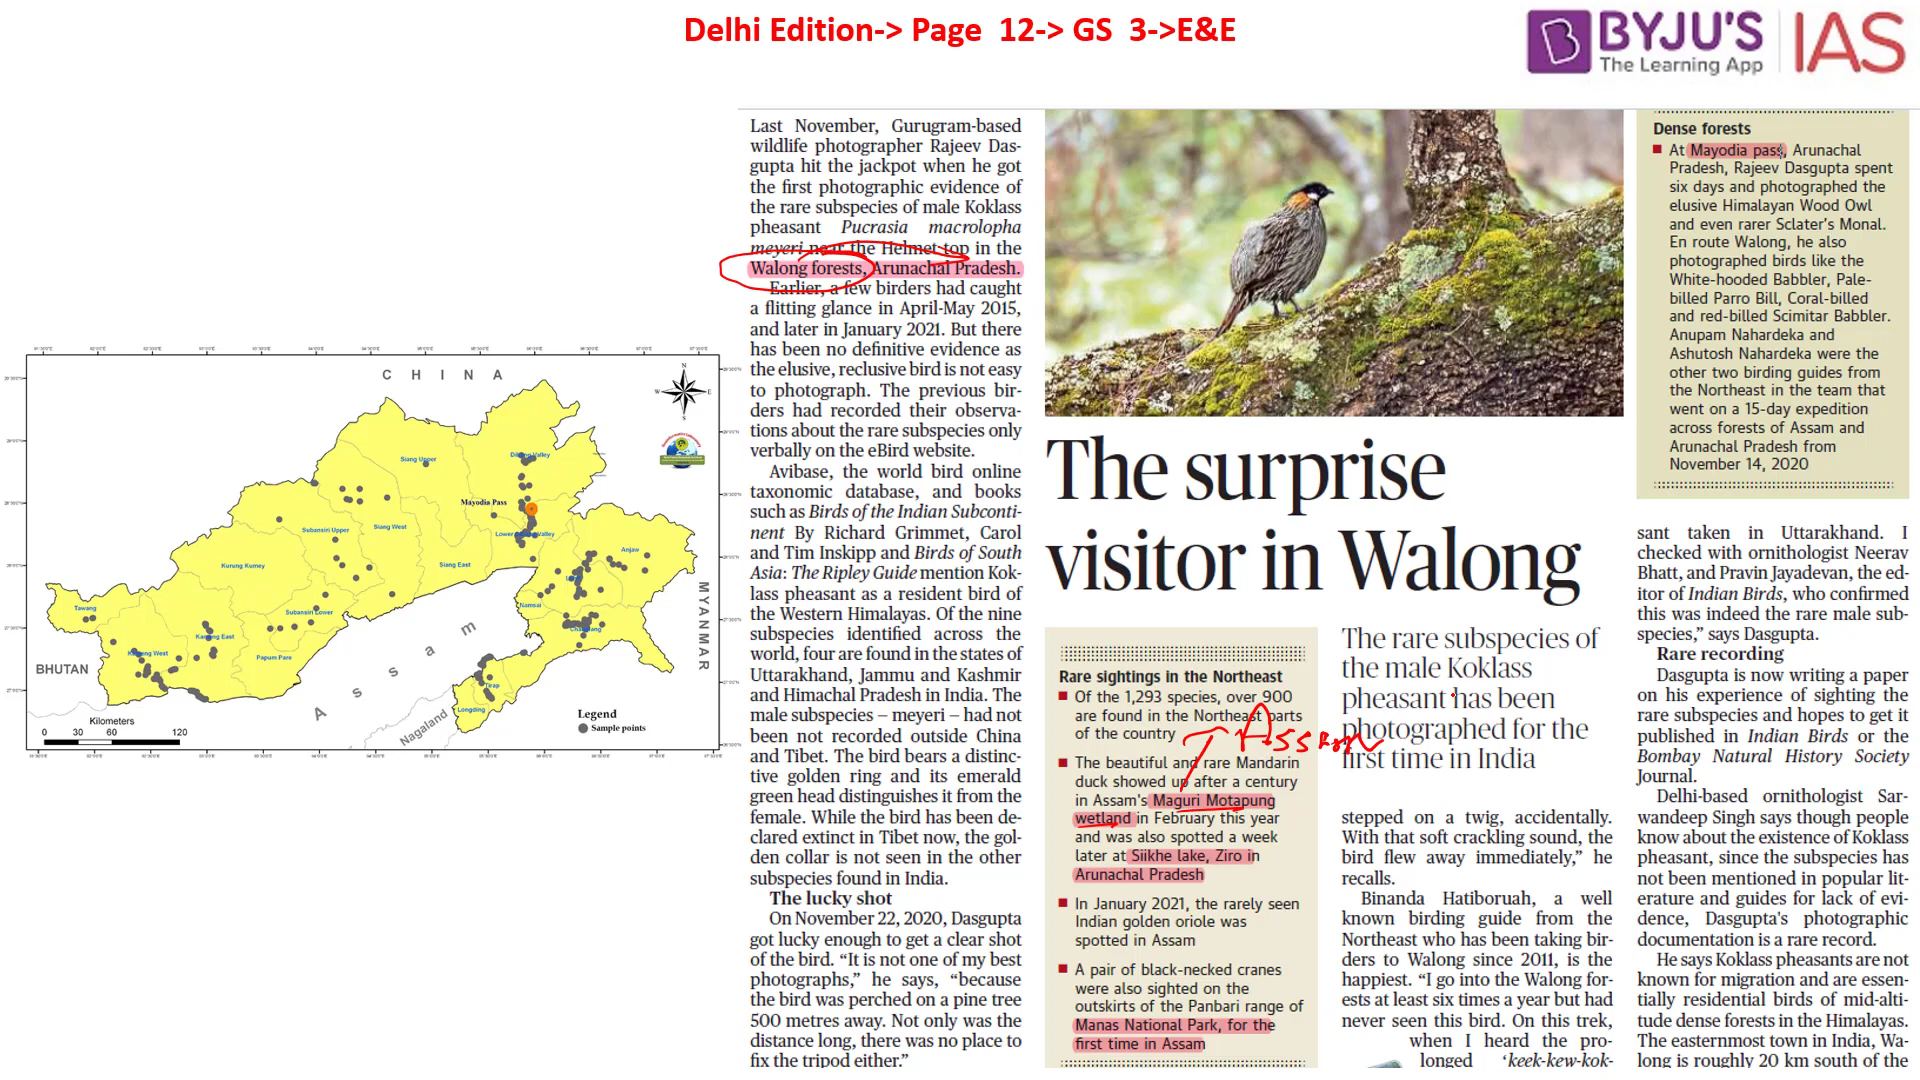 Delhi Edition-> Page 12-> GS 3->E&E
BYJU'S
The Learning App
IAS
CHINA
Siang Upper
Mayodia Pass
Siang West
Subansiri Upper
Kurung Kumey
Siang East
Anjaw
Namsai
Tawang
Subansiri Lower
Papum Pare
BHUTAN
MYANMAR
Assam
Nagaland
Tirap
Longding
Kilometers
0 30 60 120
Legend
Sample points
Last November, Gurugram-based
wildlife photographer Rajeev Das-
gupta hit the jackpot when he got
the first photographic evidence of
the rare subspecies of male Koklass
pheasant Pucrasia macrolopha
meyeri near the Helmet top in the
Walong forests, Arunachal Pradesh.
Earlier, a few birders had caught
a flitting glance in April-May 2015,
and later in January 2021. But there
has been no definitive evidence as
the elusive, reclusive bird is not easy
to photograph. The previous bir-
ders had recorded their observa-
tions about the rare subspecies only
verbally on the eBird website.
Avibase, the world bird online
taxonomic database, and books
such as Birds of the Indian Subconti-
nent By Richard Grimmet, Carol
and Tim Inskipp and Birds of South
Asia: The Ripley Guide mention Kok-
lass pheasant as a resident bird of
the Western Himalayas. Of the nine
subspecies identified across the
world, four are found in the states of
Uttarakhand, Jammu and Kashmir
and Himachal Pradesh in India. The
male subspecies – meyeri – had not
been not recorded outside China
and Tibet. The bird bears a distinc-
tive golden ring and its emerald
green head distinguishes it from the
female. While the bird has been de-
clared extinct in Tibet now, the gol-
den collar is not seen in the other
subspecies found in India.
The lucky shot
On November 22, 2020, Dasgupta
got lucky enough to get a clear shot
of the bird. “It is not one of my best
photographs,” he says, “because
the bird was perched on a pine tree
500 metres away. Not only was the
distance long, there was no place to
fix the tripod either.”
The surprise
visitor in Walong
Rare sightings in the Northeast
Of the 1,293 species, over 900
are found in the Northeast parts
of the country
Assam
The beautiful and rare Mandarin
duck showed up after a century
in Assam's Maguri Motapung
wetland in February this year
and was also spotted a week
later at Siikhe lake, Ziro in
Arunachal Pradesh
In January 2021, the rarely seen
Indian golden oriole was
spotted in Assam
A pair of black-necked cranes
were also sighted on the
outskirts of the Panbari range of
Manas National Park, for the
first time in Assam
The rare subspecies of
the male Koklass
pheasant has been
photographed for the
first time in India
stepped on a twig, accidentally.
With that soft crackling sound, the
bird flew away immediately,” he
recalls.
Binanda Hatiboruah, a well
known birding guide from the
Northeast who has been taking bir-
ders to Walong since 2011, is the
happiest. “I go into the Walong for-
ests at least six times a year but had
never seen this bird. On this trek,
when I heard the pro-
longed ‘keek-kew-kok-
Dense forests
At Mayodia pass, Arunachal
Pradesh, Rajeev Dasgupta spent
six days and photographed the
elusive Himalayan Wood Owl
and even rarer Sclater's Monal.
En route Walong, he also
photographed birds like the
White-hooded Babbler, Pale-
billed Parro Bill, Coral-billed
and red-billed Scimitar Babbler.
Anupam Nahardeka and
Ashutosh Nahardeka were the
other two birding guides from
the Northeast in the team that
went on a 15-day expedition
across forests of Assam and
Arunachal Pradesh from
November 14, 2020
sant taken in Uttarakhand. I
checked with ornithologist Neerav
Bhatt, and Pravin Jayadevan, the ed-
itor of Indian Birds, who confirmed
this was indeed the rare male sub-
species,” says Dasgupta.
Rare recording
Dasgupta is now writing a paper
on his experience of sighting the
rare subspecies and hopes to get it
published in Indian Birds or the
Bombay Natural History Society
Journal.
Delhi-based ornithologist Sar-
wandeep Singh says though people
know about the existence of Koklass
pheasant, since the subspecies has
not been mentioned in popular lit-
erature and guides for lack of evi-
dence, Dasgupta's photographic
documentation is a rare record.
He says Koklass pheasants are not
known for migration and are essen-
tially residential birds of mid-alti-
tude dense forests in the Himalayas.
The easternmost town in India, Wa-
long is roughly 20 km south of the